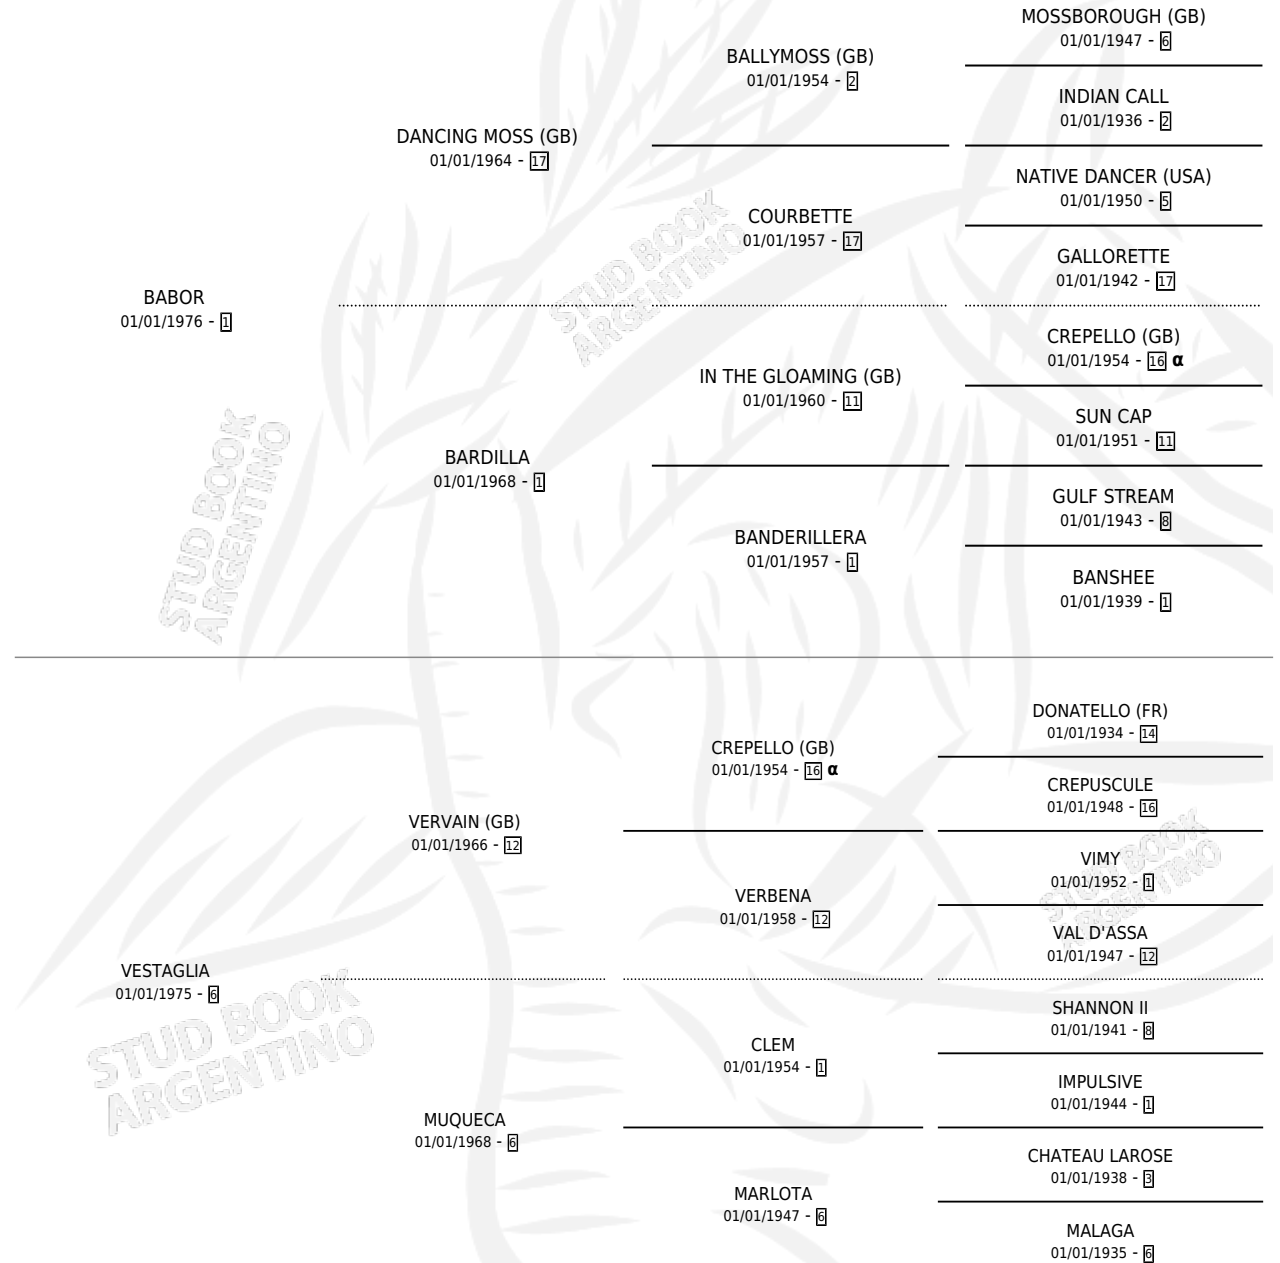 MOSSBOROUGH (GB)
01/01/1947 - 6
BALLYMOSS (GB)
01/01/1954 - 2
INDIAN CALL
01/01/1936 - 2
DANCING MOSS (GB)
01/01/1964 - 17
NATIVE DANCER (USA)
01/01/1950 - 5
COURBETTE
01/01/1957 - 17
GALLORETTE
01/01/1942 - 17
BABOR
01/01/1976 - 1
CREPELLO (GB)
01/01/1954 - 16 α
IN THE GLOAMING (GB)
01/01/1960 - 11
SUN CAP
01/01/1951 - 11
BARDILLA
01/01/1968 - 1
GULF STREAM
01/01/1943 - 8
BANDERILLERA
01/01/1957 - 1
BANSHEE
01/01/1939 - 1
DONATELLO (FR)
01/01/1934 - 14
CREPELLO (GB)
01/01/1954 - 16 α
CREPUSCULE
01/01/1948 - 16
VERVAIN (GB)
01/01/1966 - 12
VIMY
01/01/1952 - 1
VERBENA
01/01/1958 - 12
VAL D'ASSA
01/01/1947 - 12
VESTAGLIA
01/01/1975 - 6
SHANNON II
01/01/1941 - 8
CLEM
01/01/1954 - 1
IMPULSIVE
01/01/1944 - 1
MUQUECA
01/01/1968 - 6
CHATEAU LAROSE
01/01/1938 - 3
MARLOTA
01/01/1947 - 6
MALAGA
01/01/1935 - 6
STUD BOOK
ARGENTINO
STUD BOOK
ARGENTINO
STUD BOOK
ARGENTINO
STUD BOOK
ARGENTINO